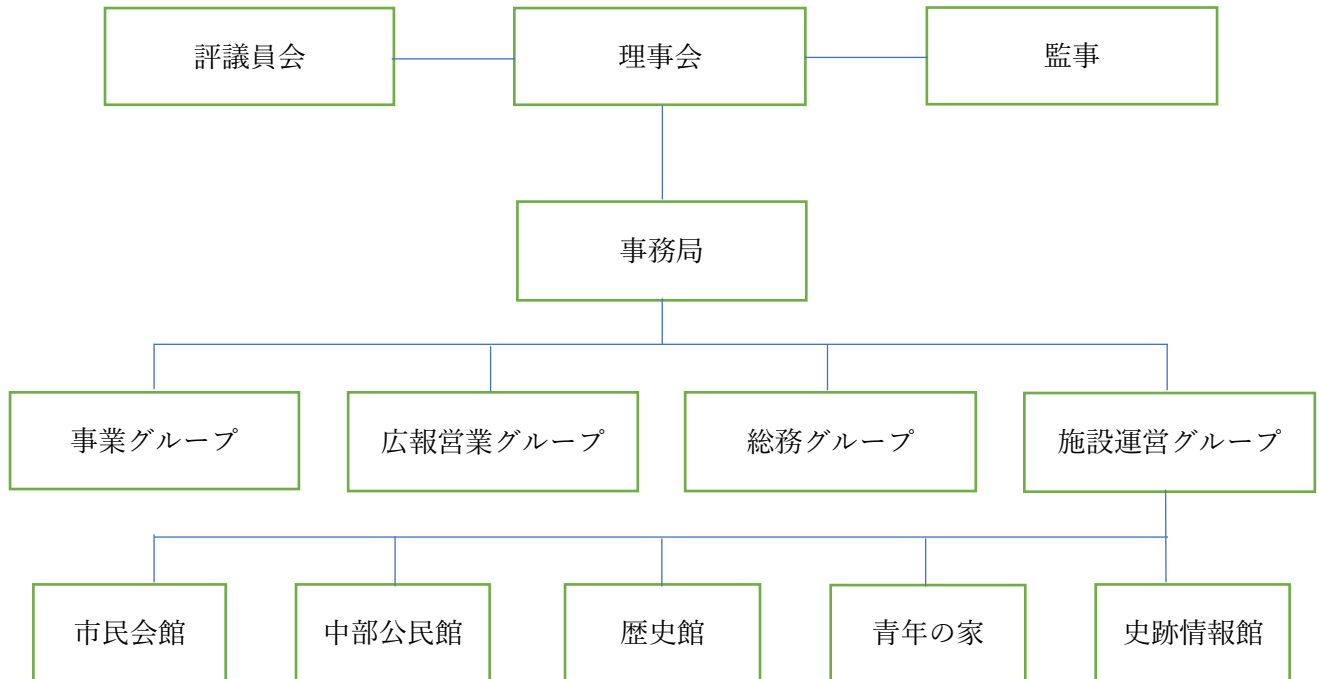 評議員会
理事会
監事
事務局
事業グループ
広報営業グループ
総務グループ
施設運営グループ
市民会館
中部公民館
歴史館
青年の家
史跡情報館